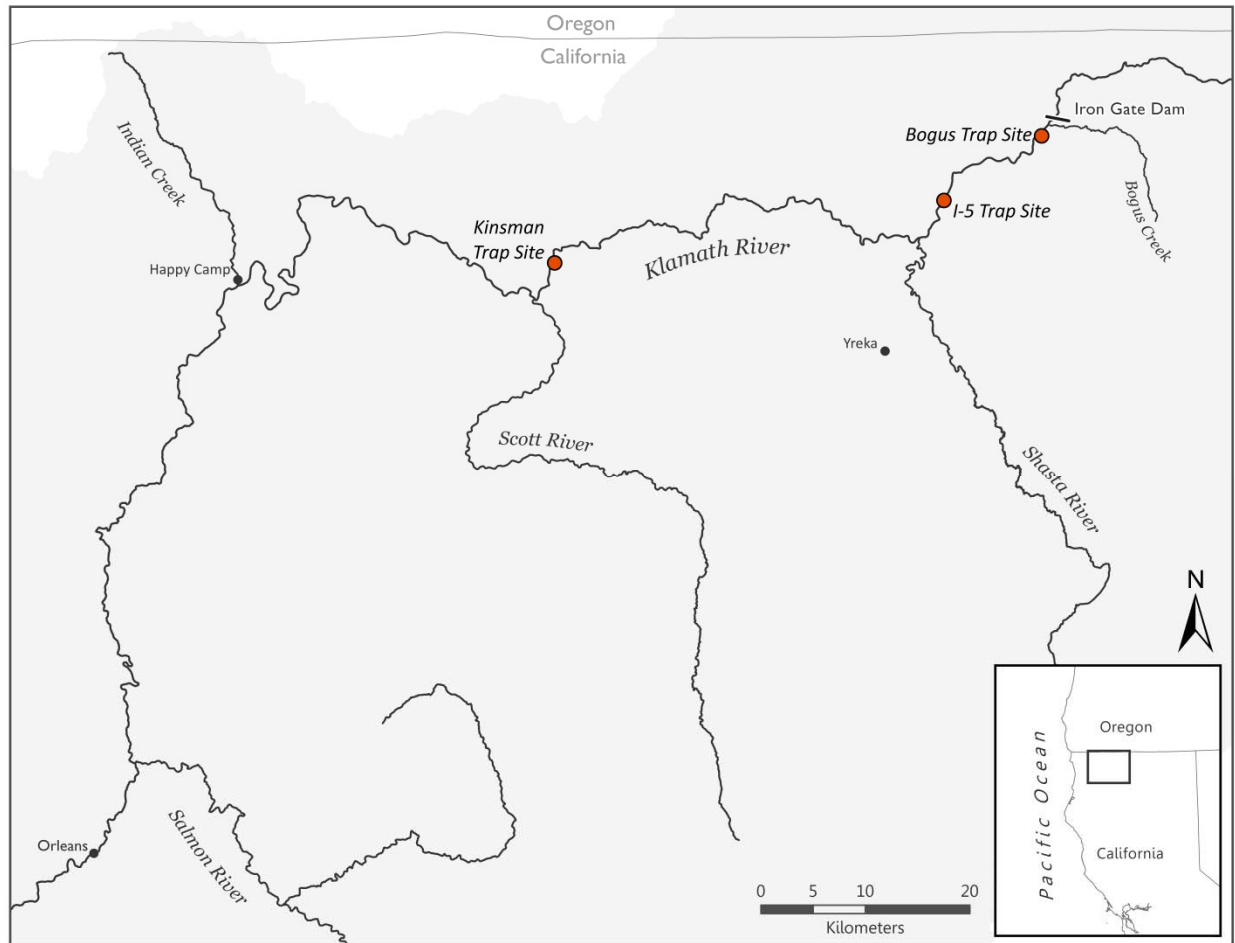 Oregon
California
Iron Gate Dam
Bogus Trap Site
Indian Creek
Bogus Creek
I-5 Trap Site
Kinsman
Trap Site
Klamath River
Happy Camp
Yreka
Scott River
Shasta River
N
Oregon
Pacific Ocean
California
Salmon River
Orleans
0 5 10 20
Kilometers